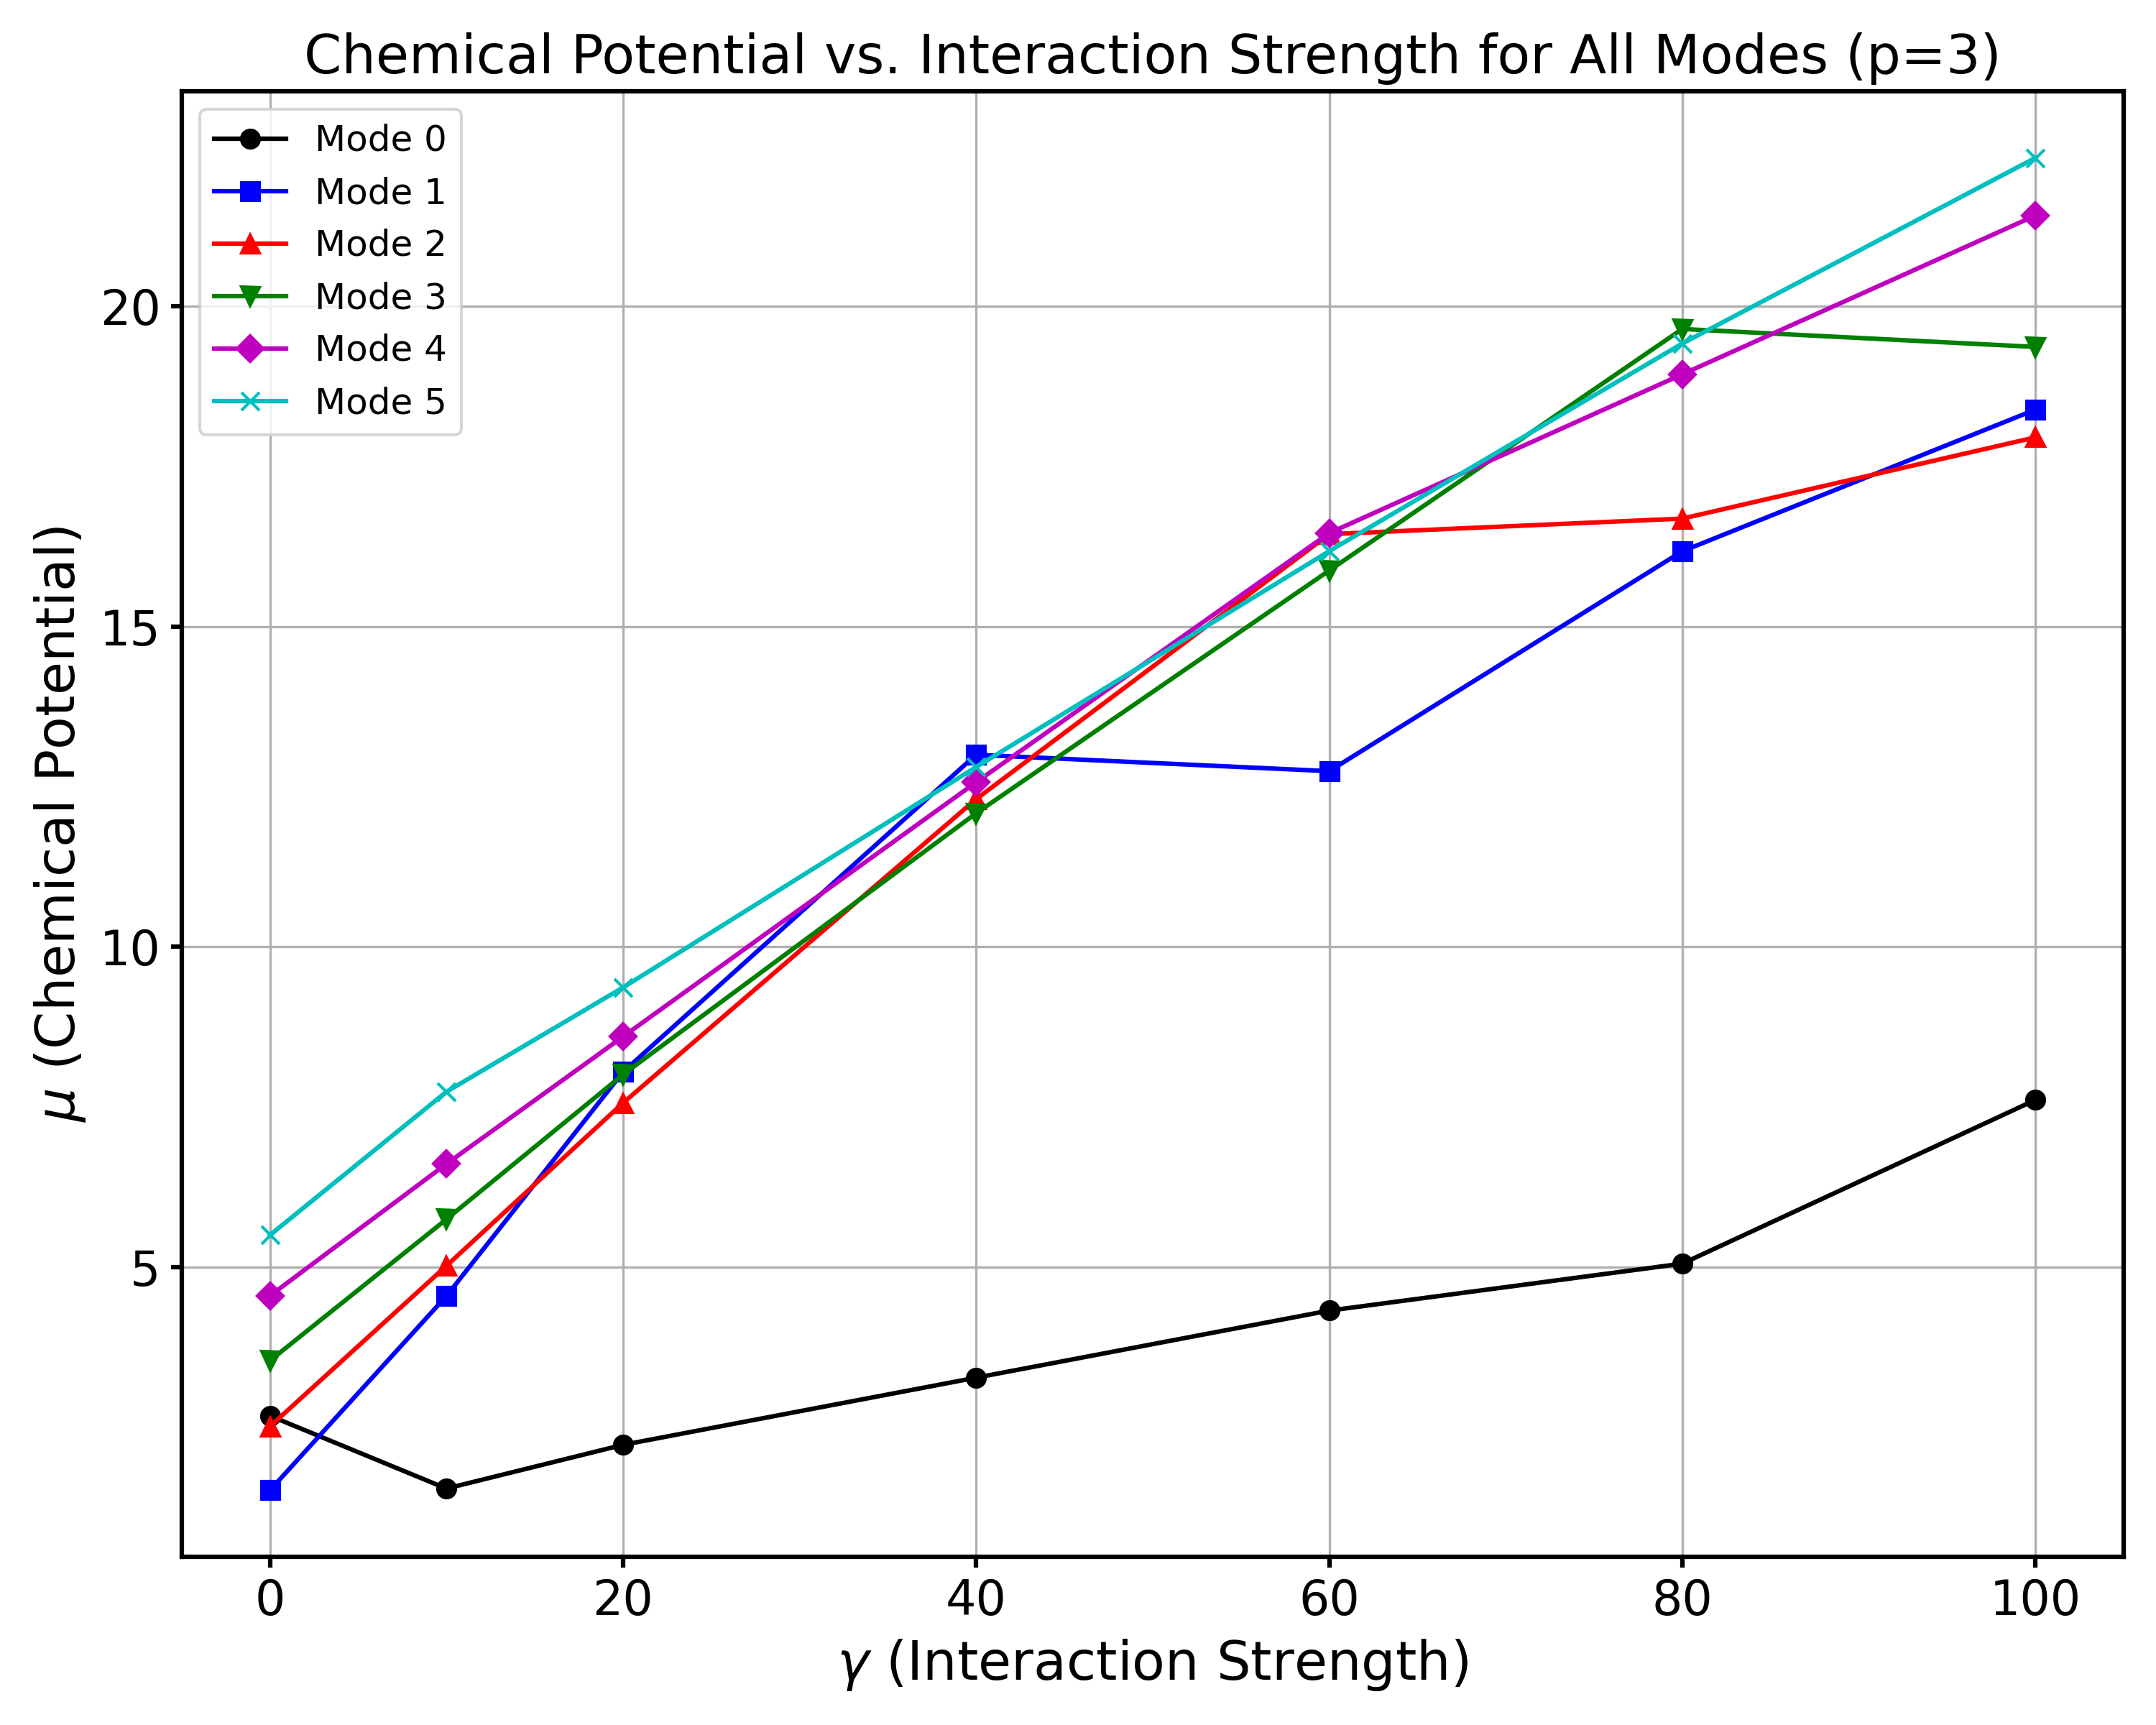 Chemical Potential vs. Interaction Strength for All Modes (p=3)
Mode 0
Mode 1
Mode 2
Mode 3
Mode 4
Mode 5
20
15
10
5
μ (Chemical Potential)
0 20 40 60 80 100
γ (Interaction Strength)